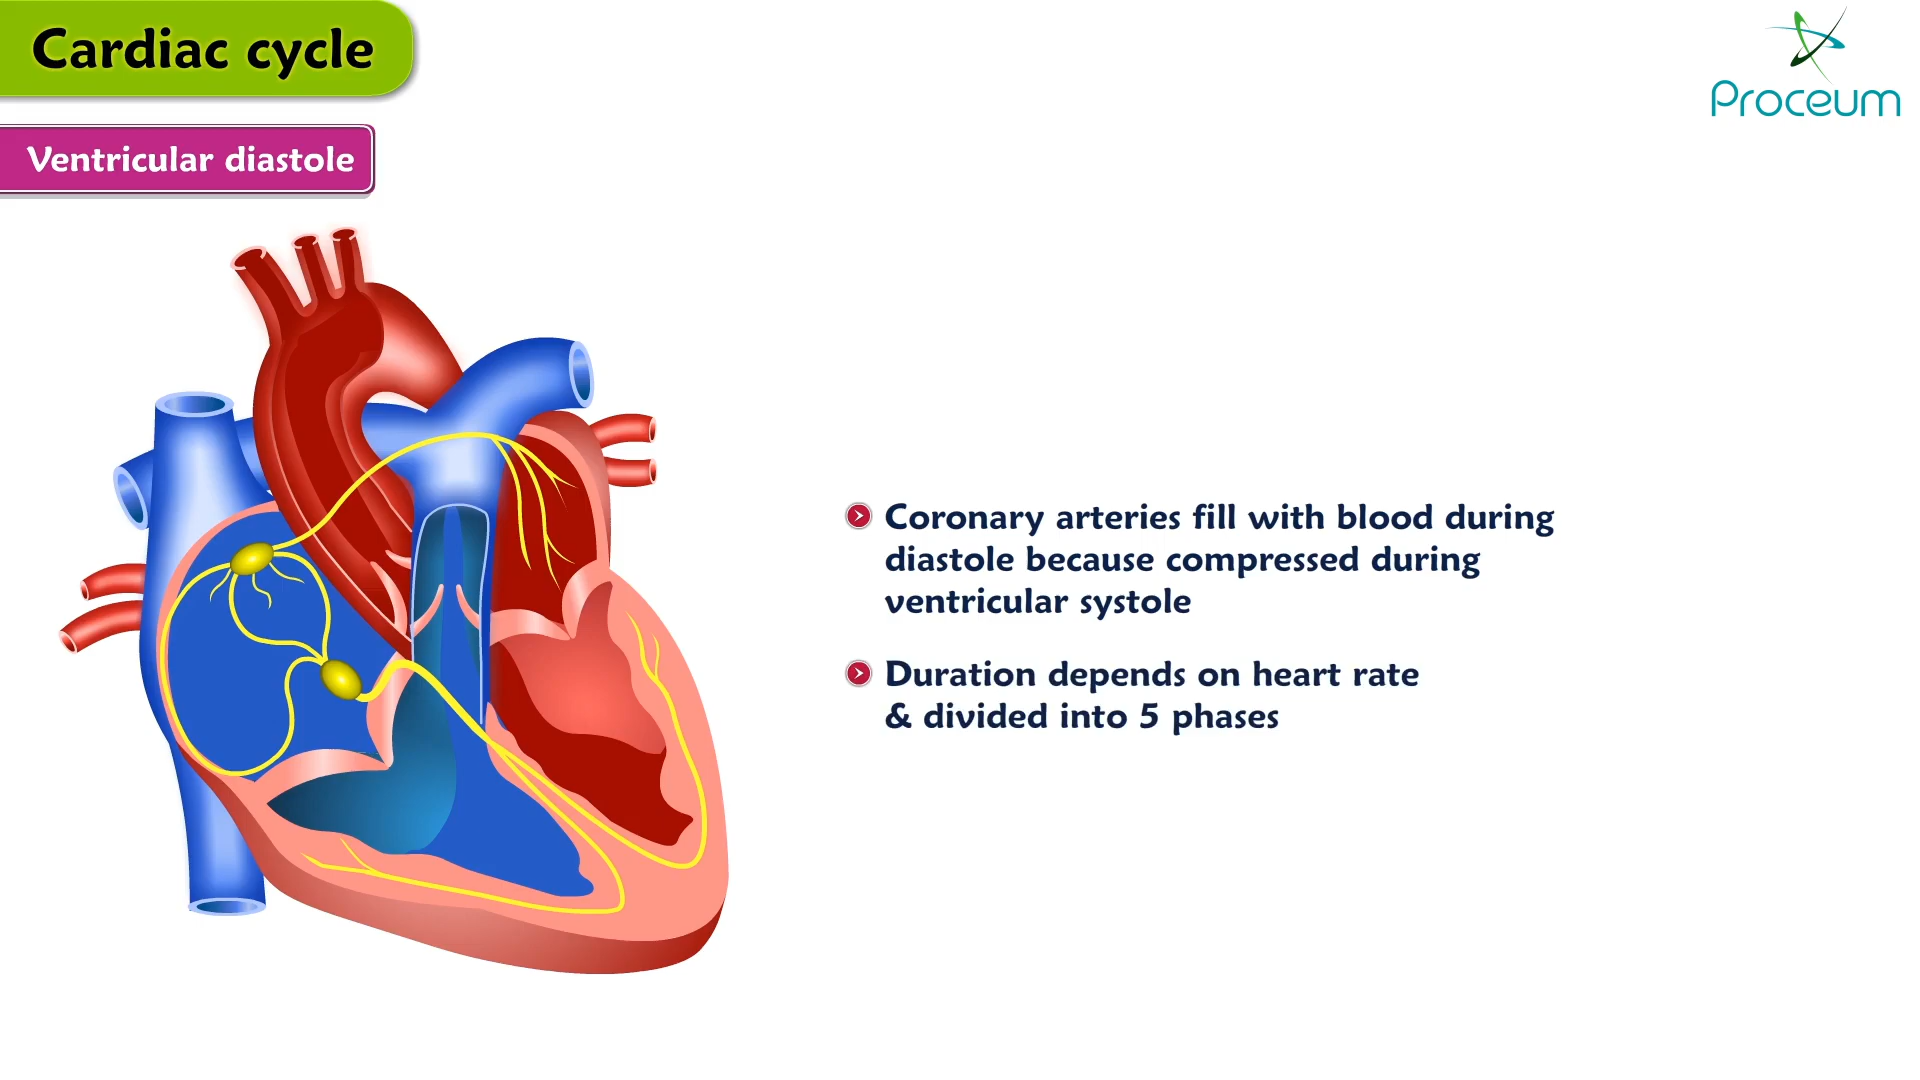 Cardiac cycle
Proceum
Ventricular diastole
Coronary arteries fill with blood during
diastole because compressed during
ventricular systole
Duration depends on heart rate
& divided into 5 phases